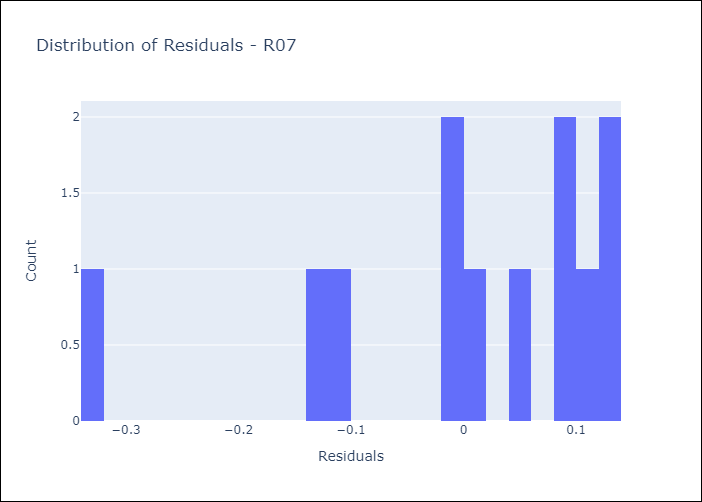 Distribution of Residuals - R07
2
1.5
1
0.5
0
Count
−0.3 −0.2 −0.1 0 0.1
Residuals